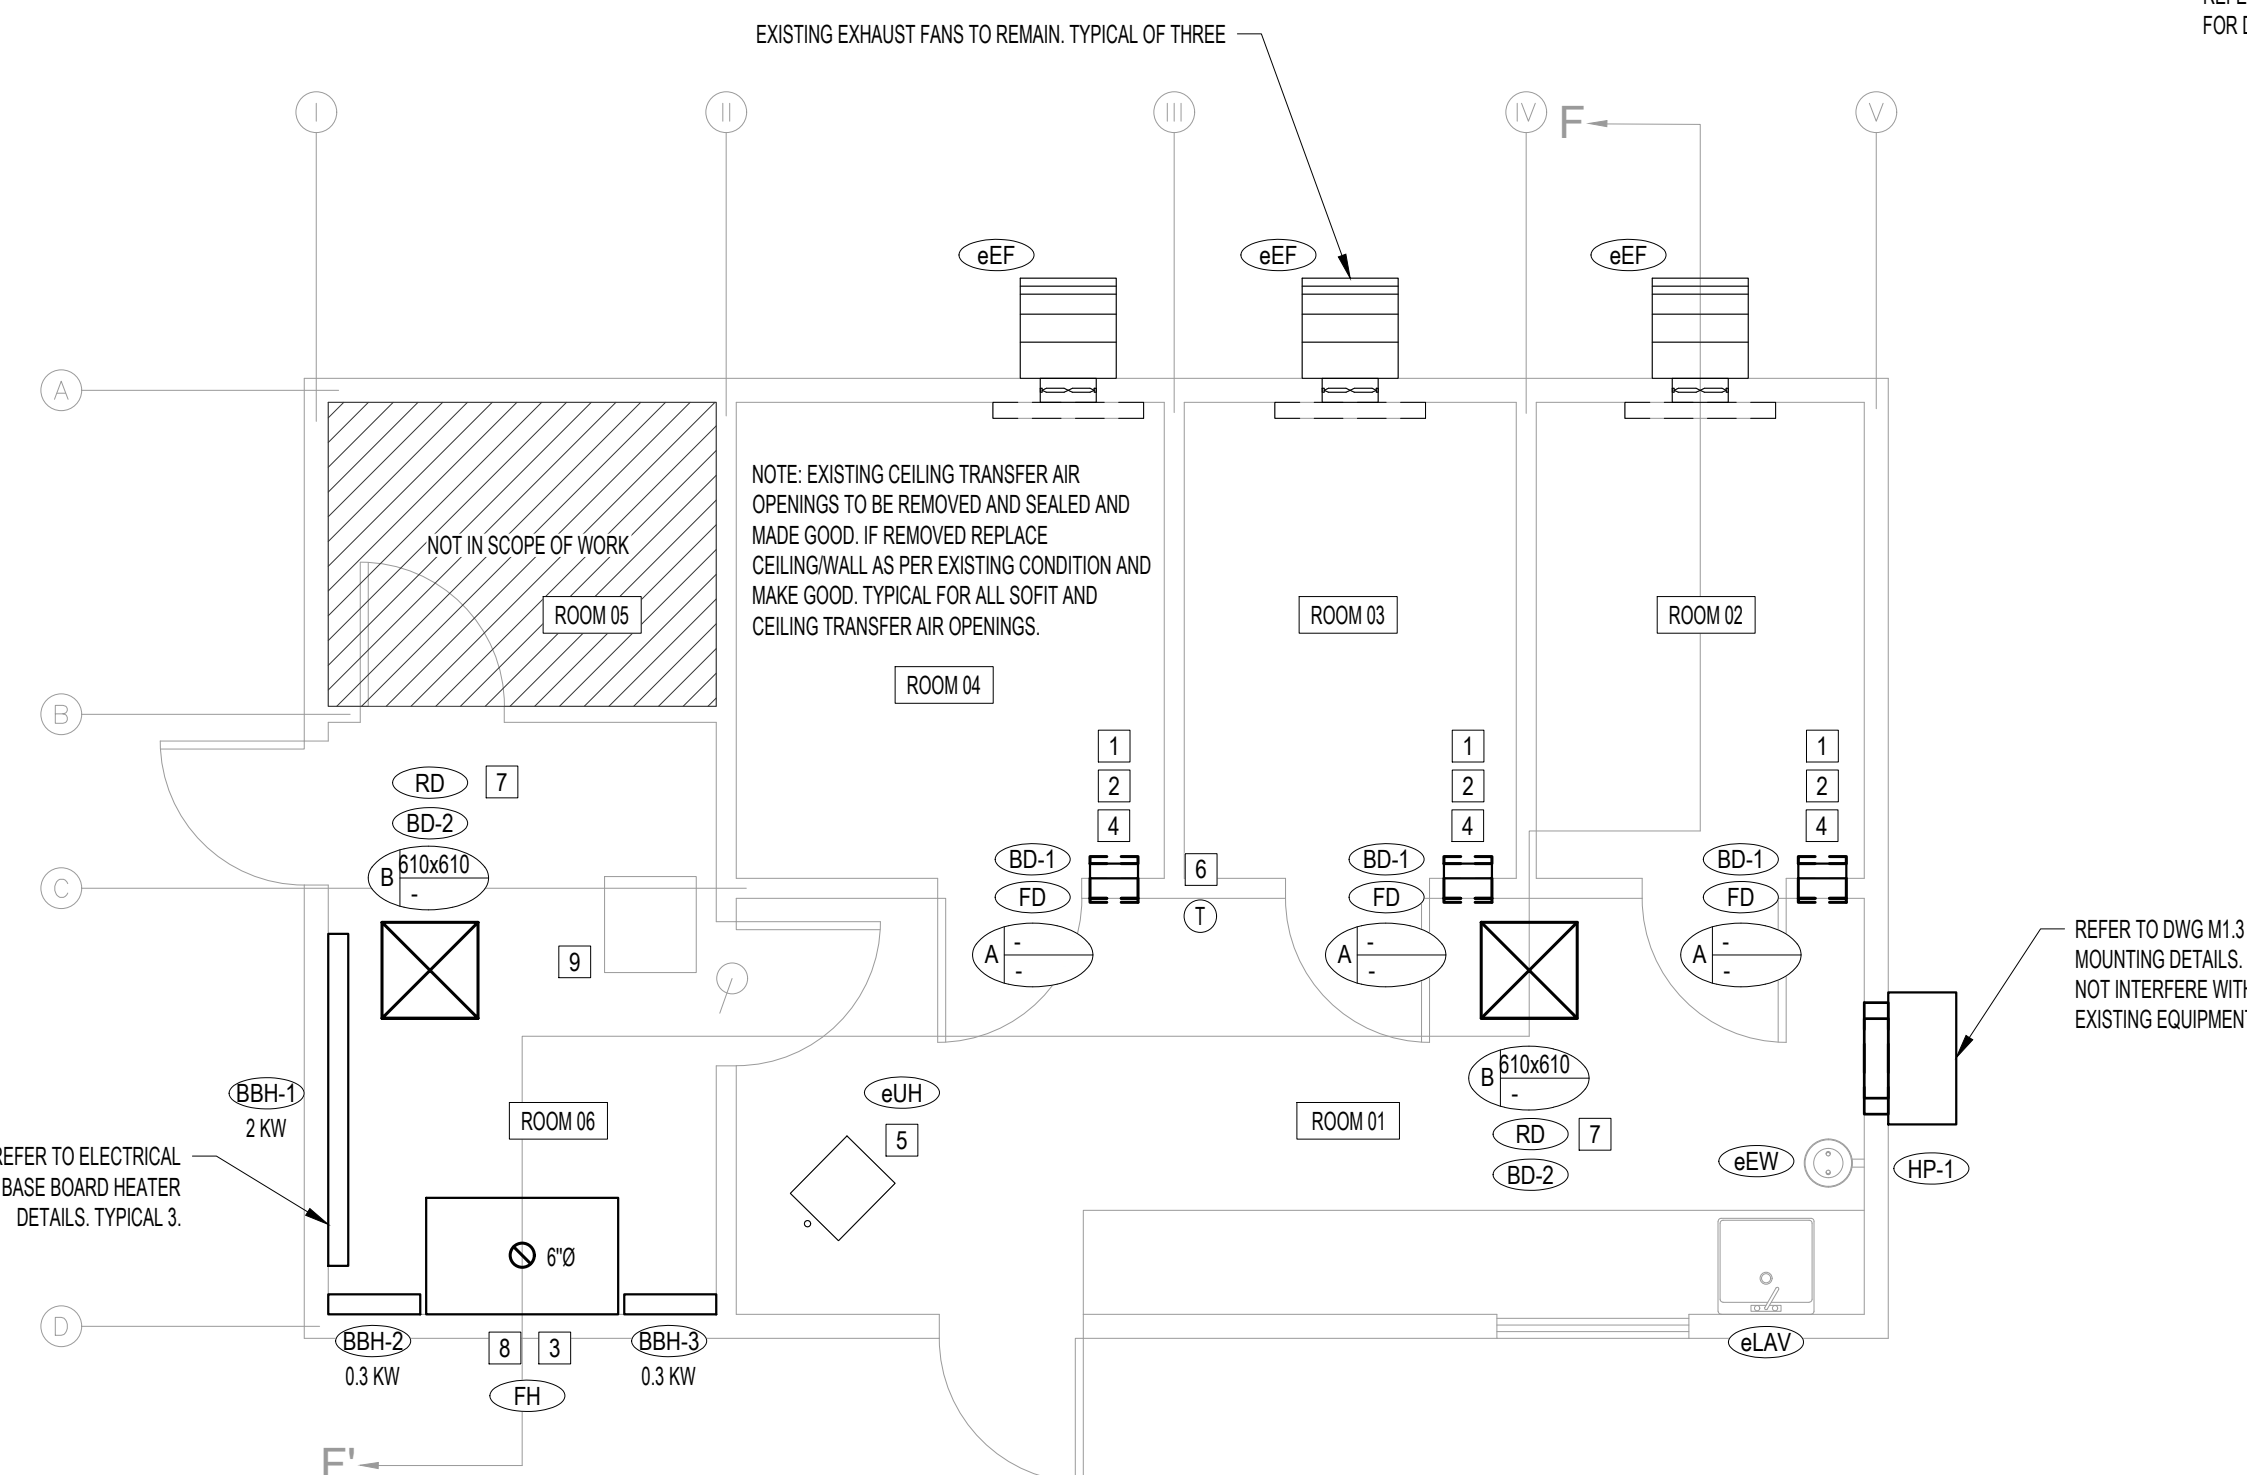 REFE
FOR D
EXISTING EXHAUST FANS TO REMAIN. TYPICAL OF THREE
I
II
III
IV
F
V
eEF
eEF
eEF
A
NOTE: EXISTING CEILING TRANSFER AIR
OPENINGS TO BE REMOVED AND SEALED AND
MADE GOOD. IF REMOVED REPLACE
CEILING/WALL AS PER EXISTING CONDITION AND
MAKE GOOD. TYPICAL FOR ALL SOFIT AND
CEILING TRANSFER AIR OPENINGS.
NOT IN SCOPE OF WORK
ROOM 05
ROOM 03
ROOM 02
ROOM 04
B
1
2
4
1
2
4
1
2
4
RD 7
BD-2
B 610x610
-
C
BD-1
FD
A -
-
6
T
BD-1
FD
A -
-
BD-1
FD
A -
-
9
REFER TO DWG M1.3
MOUNTING DETAILS.
NOT INTERFERE WITH
EXISTING EQUIPMENT
BBH-1
2 KW
ROOM 06
eUH
5
ROOM 01
B 610x610
-
RD 7
BD-2
eEW
HP-1
REFER TO ELECTRICAL
BASE BOARD HEATER
DETAILS. TYPICAL 3.
6"Ø
D
BBH-2
0.3 KW
8 3
FH
BBH-3
0.3 KW
eLAV
F'